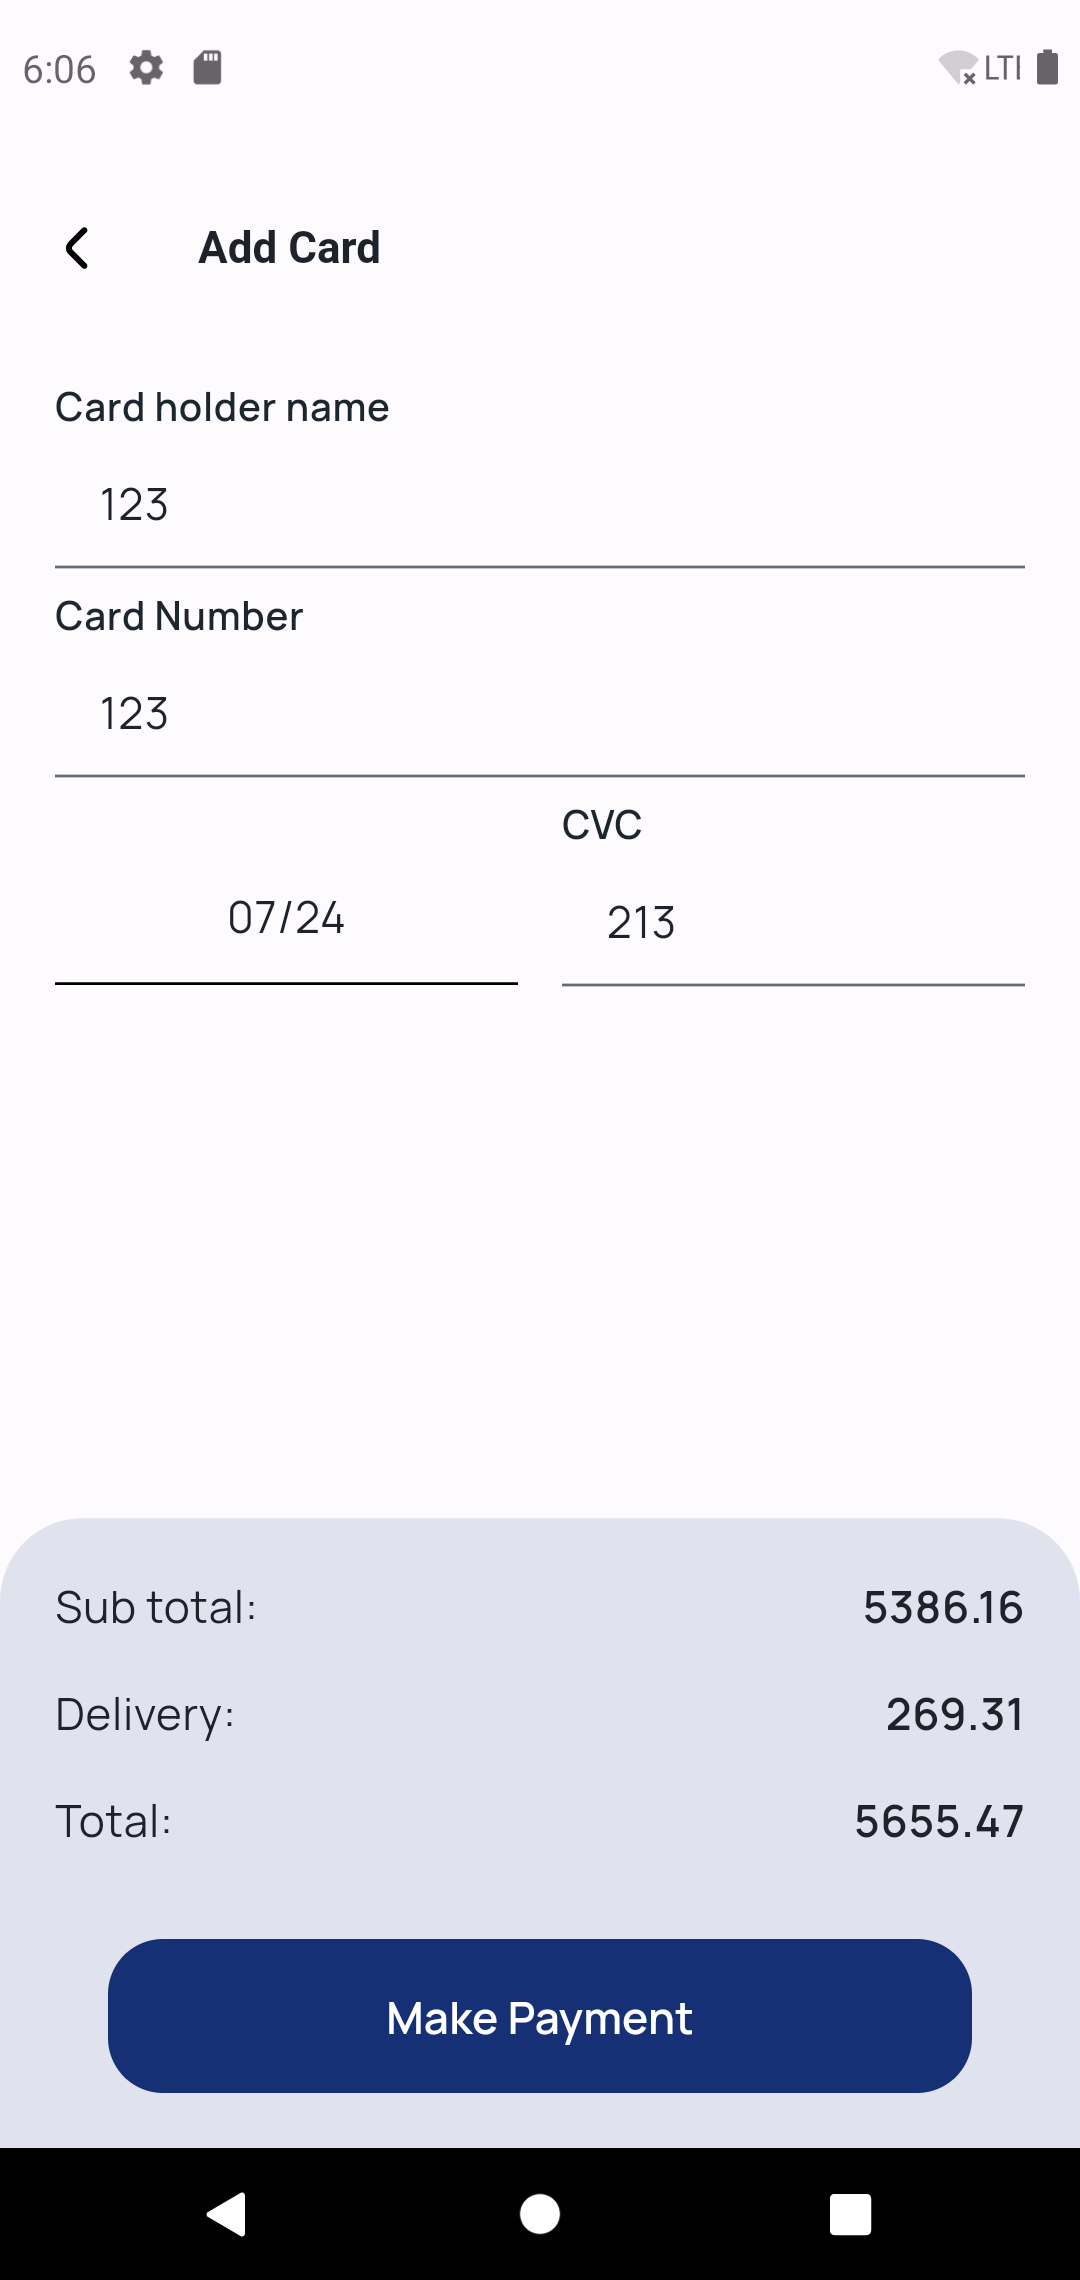 6:06 LTE
Add Card
Card holder name
123
Card Number
123
CVC
07/24 213
Sub total: 5386.16
Delivery: 269.31
Total: 5655.47
Make Payment